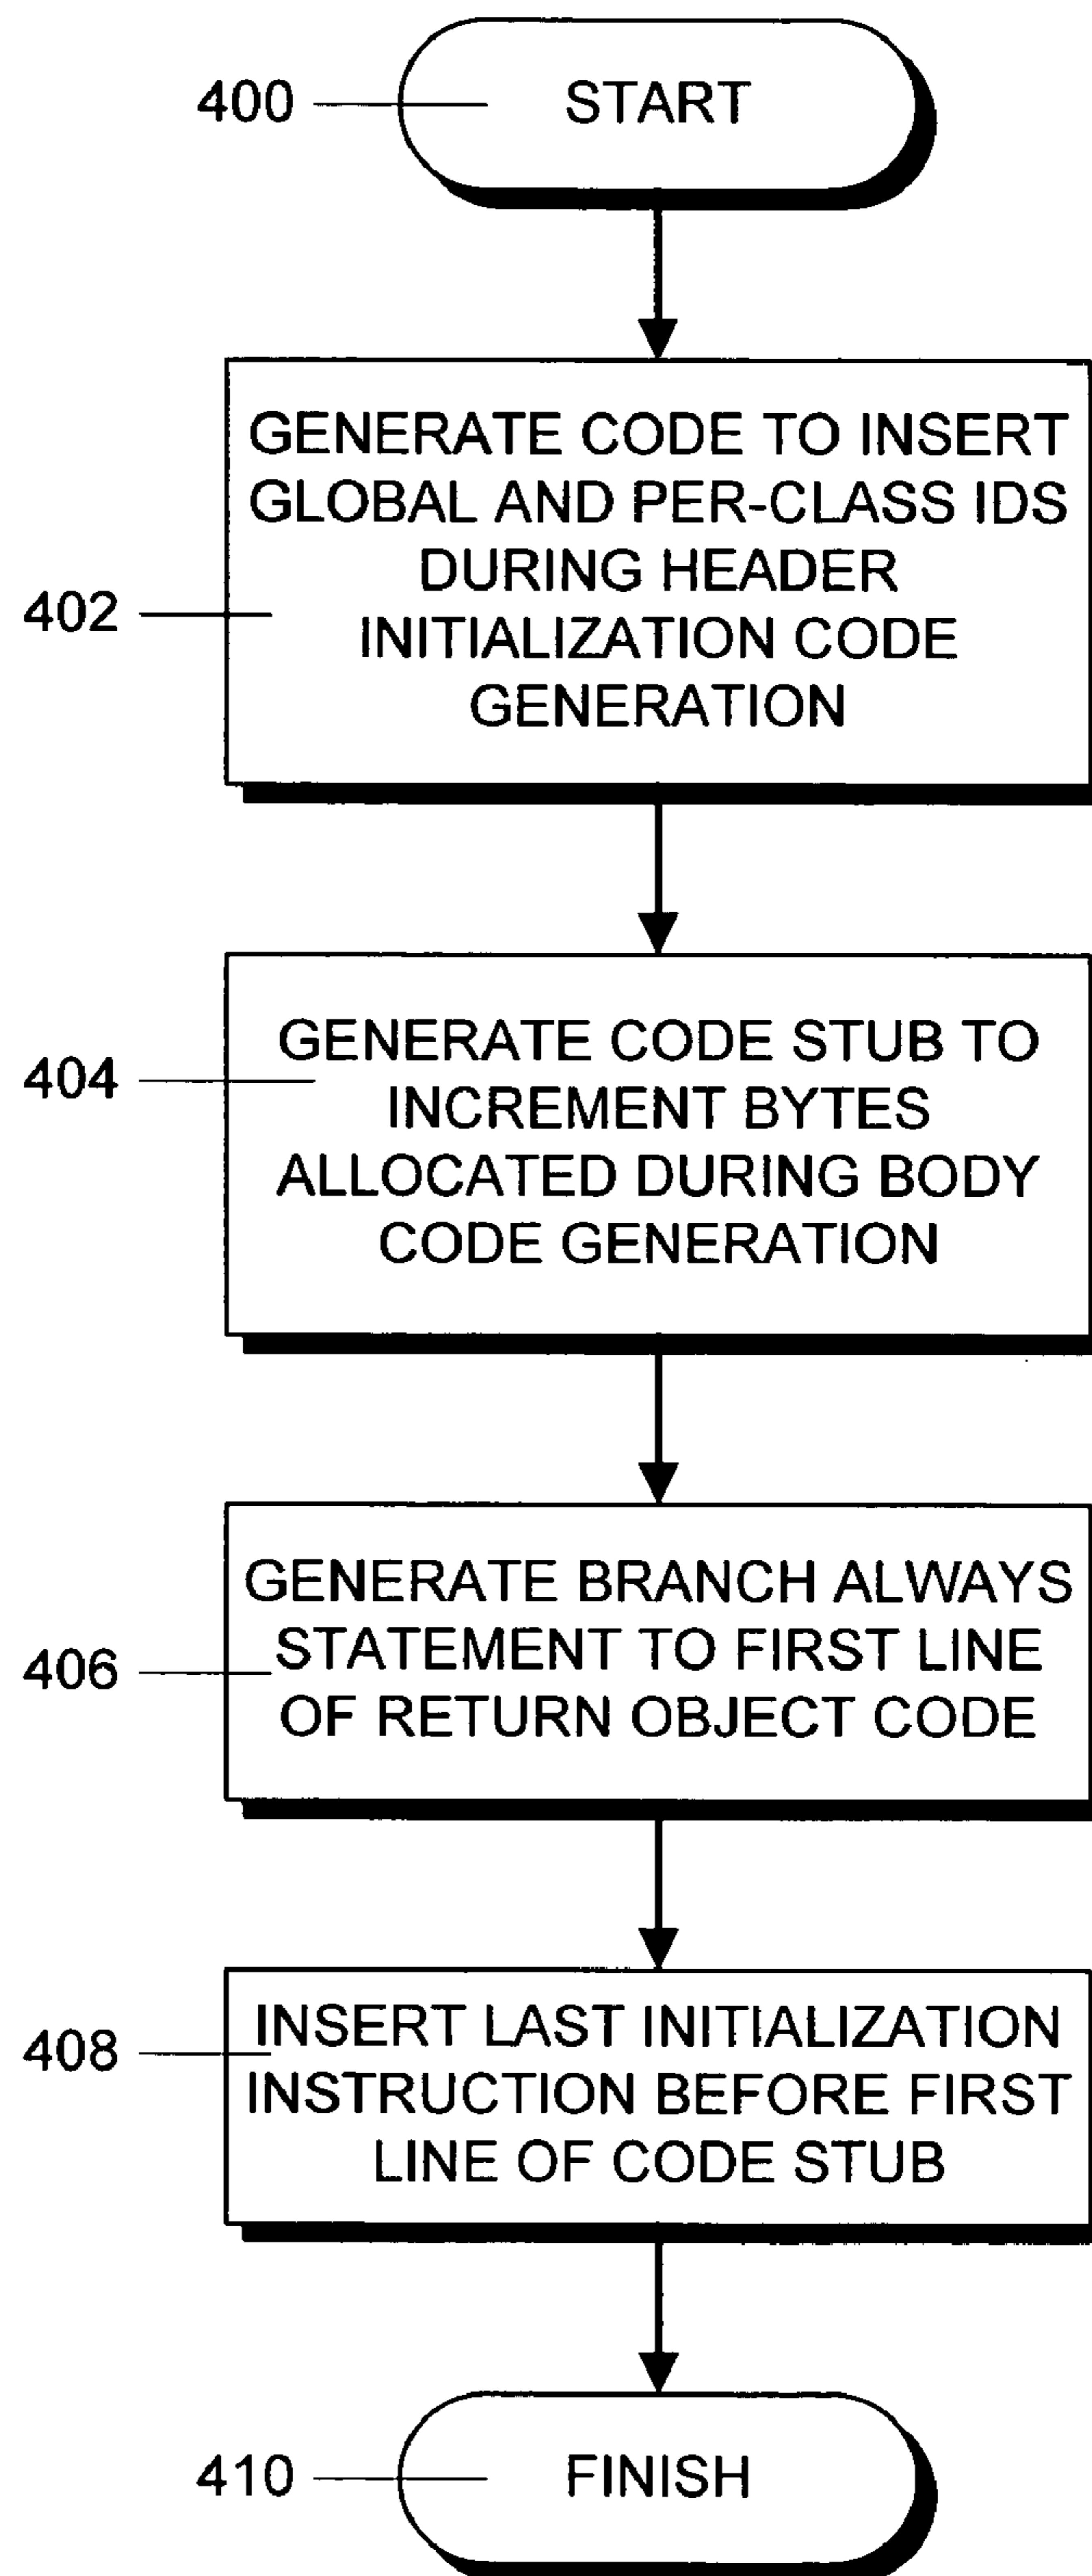 400
START
GENERATE CODE TO INSERT
GLOBAL AND PER-CLASS IDS
DURING HEADER
402
INITIALIZATION CODE
GENERATION
GENERATE CODE STUB TO
404
INCREMENT BYTES
ALLOCATED DURING BODY
CODE GENERATION
GENERATE BRANCH ALWAYS
STATEMENT TO FIRST LINE
406
OF RETURN OBJECT CODE
INSERT LAST INITIALIZATION
408
INSTRUCTION BEFORE FIRST
LINE OF CODE STUB
410
FINISH